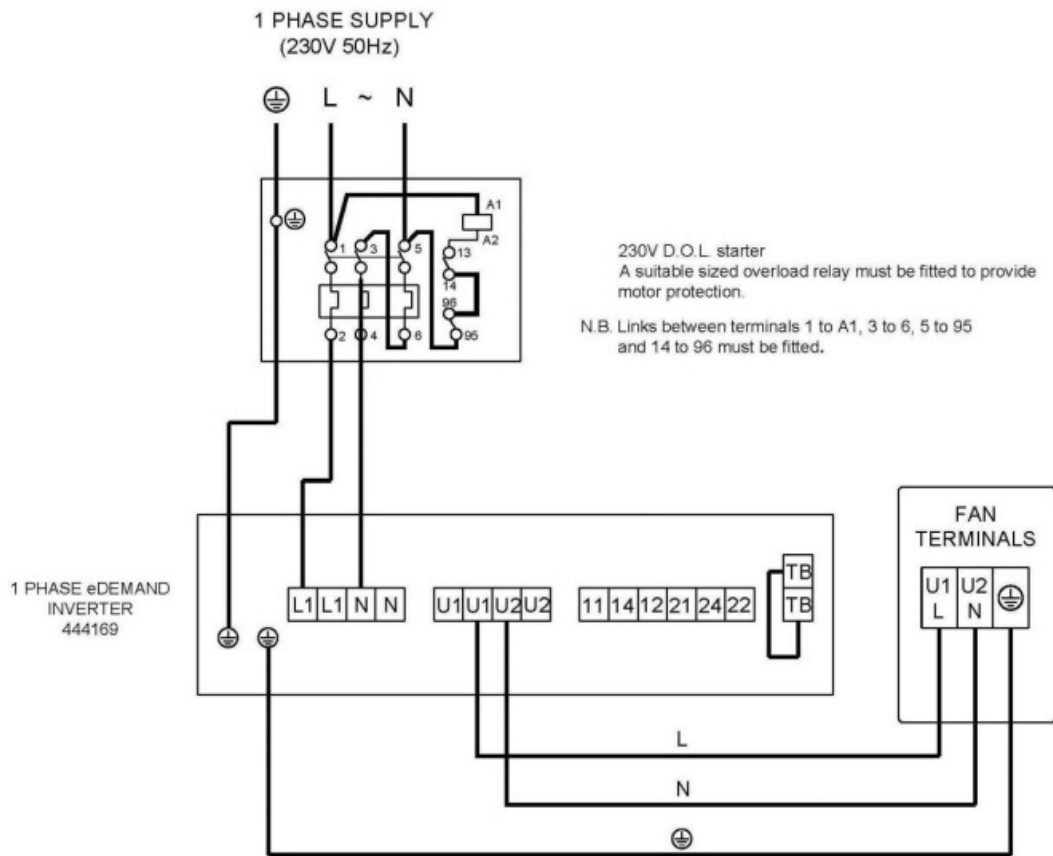 1 PHASE SUPPLY
(230V 50Hz)
L ~ N
A1
1 3 5
A2
13
14
96
2 4 6 95
230V D.O.L. starter
A suitable sized overload relay must be fitted to provide
motor protection.
N.B. Links between terminals 1 to A1, 3 to 6, 5 to 95
and 14 to 96 must be fitted.
1 PHASE eDEMAND
INVERTER
444169
L1 L1 N N
U1 U1 U2 U2
11 14 12 21 24 22
TB
TB
FAN
TERMINALS
U1 U2
L N
L
N